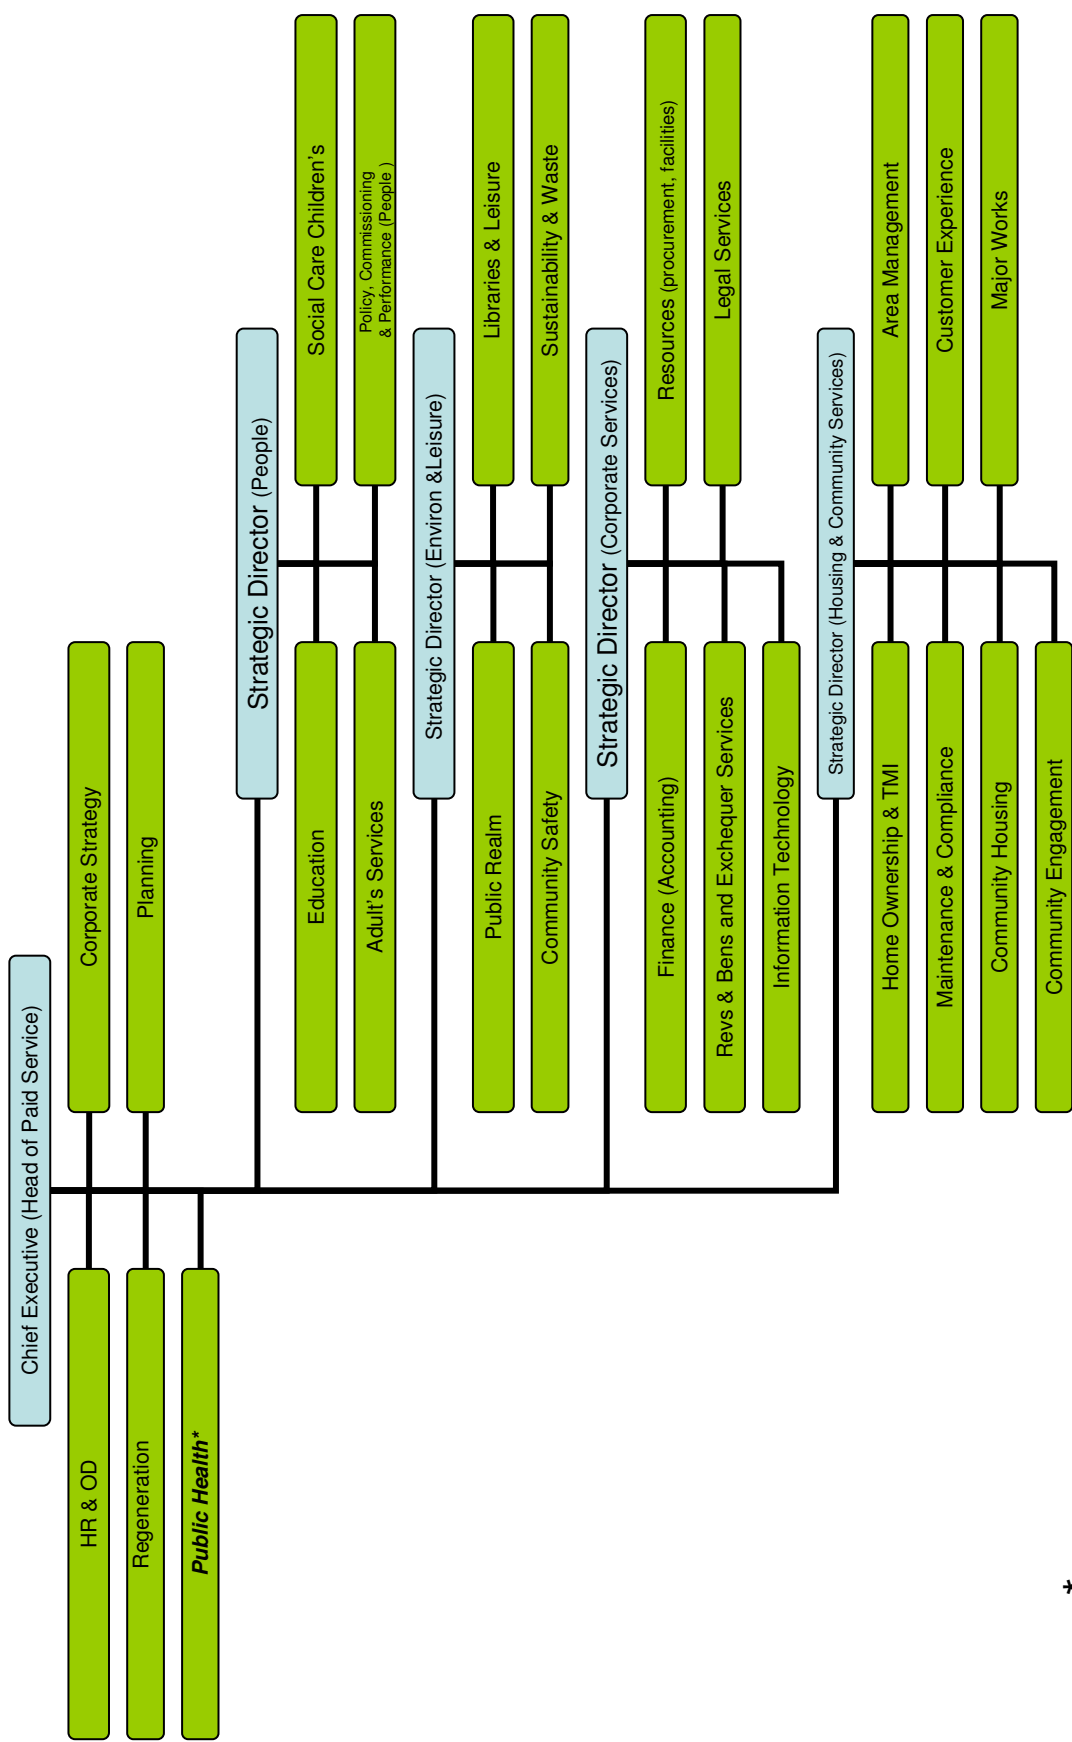 Chief Executive (Head of Paid Service)
HR & OD
Corporate Strategy
Regeneration
Planning
Public Health*
Strategic Director (People)
Education
Social Care Children's
Adult's Services
Policy, Commissioning
& Performance (People )
Strategic Director (Environ &Leisure)
Public Realm
Libraries & Leisure
Community Safety
Sustainability & Waste
Strategic Director (Corporate Services)
Finance (Accounting)
Resources (procurement, facilities)
Revs & Bens and Exchequer Services
Legal Services
Information Technology
Strategic Director (Housing & Community Services)
Home Ownership & TMI
Area Management
Maintenance & Compliance
Customer Experience
Community Housing
Major Works
Community Engagement
*